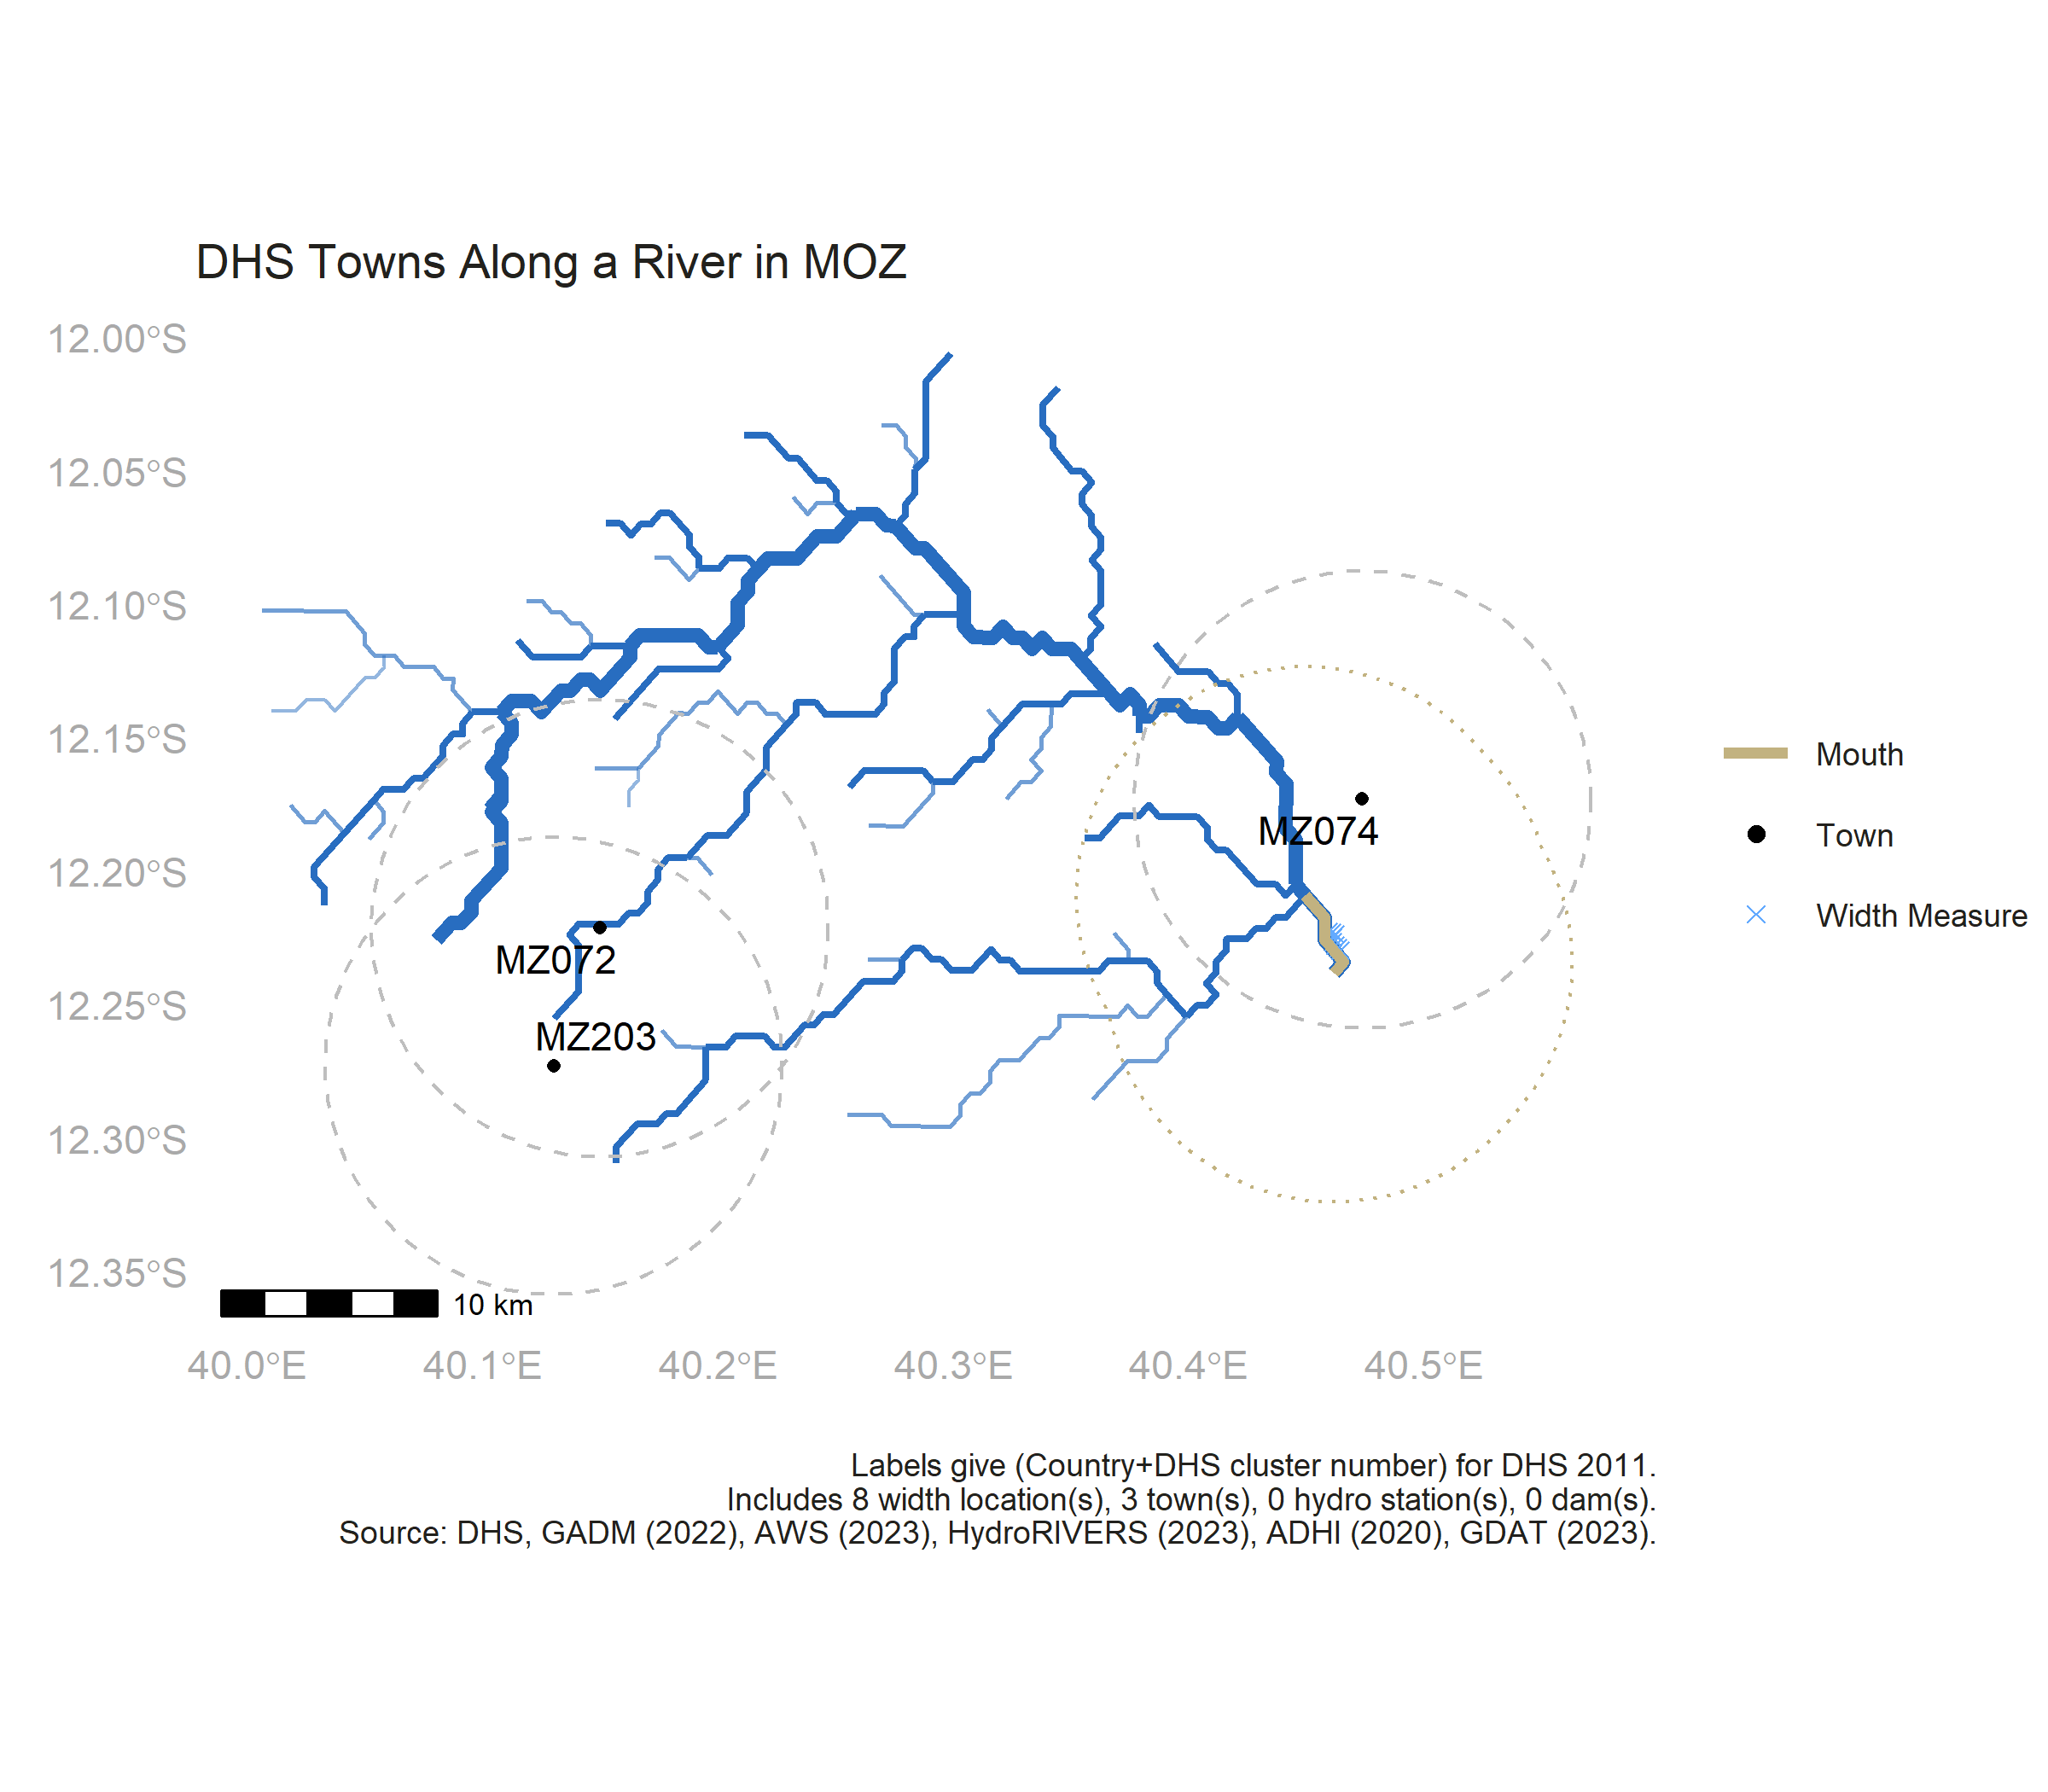 DHS Towns Along a River in MOZ
12.00°S
12.05°S
12.10°S
12.15°S
12.20°S
12.25°S
12.30°S
12.35°S
MZ074
MZ072
MZ203
Mouth
Town
Width Measure
10 km
40.0°E
40.1°E
40.2°E
40.3°E
40.4°E
40.5°E
Labels give (Country+DHS cluster number) for DHS 2011.
Includes 8 width location(s), 3 town(s), 0 hydro station(s), 0 dam(s).
Source: DHS, GADM (2022), AWS (2023), HydroRIVERS (2023), ADHI (2020), GDAT (2023).